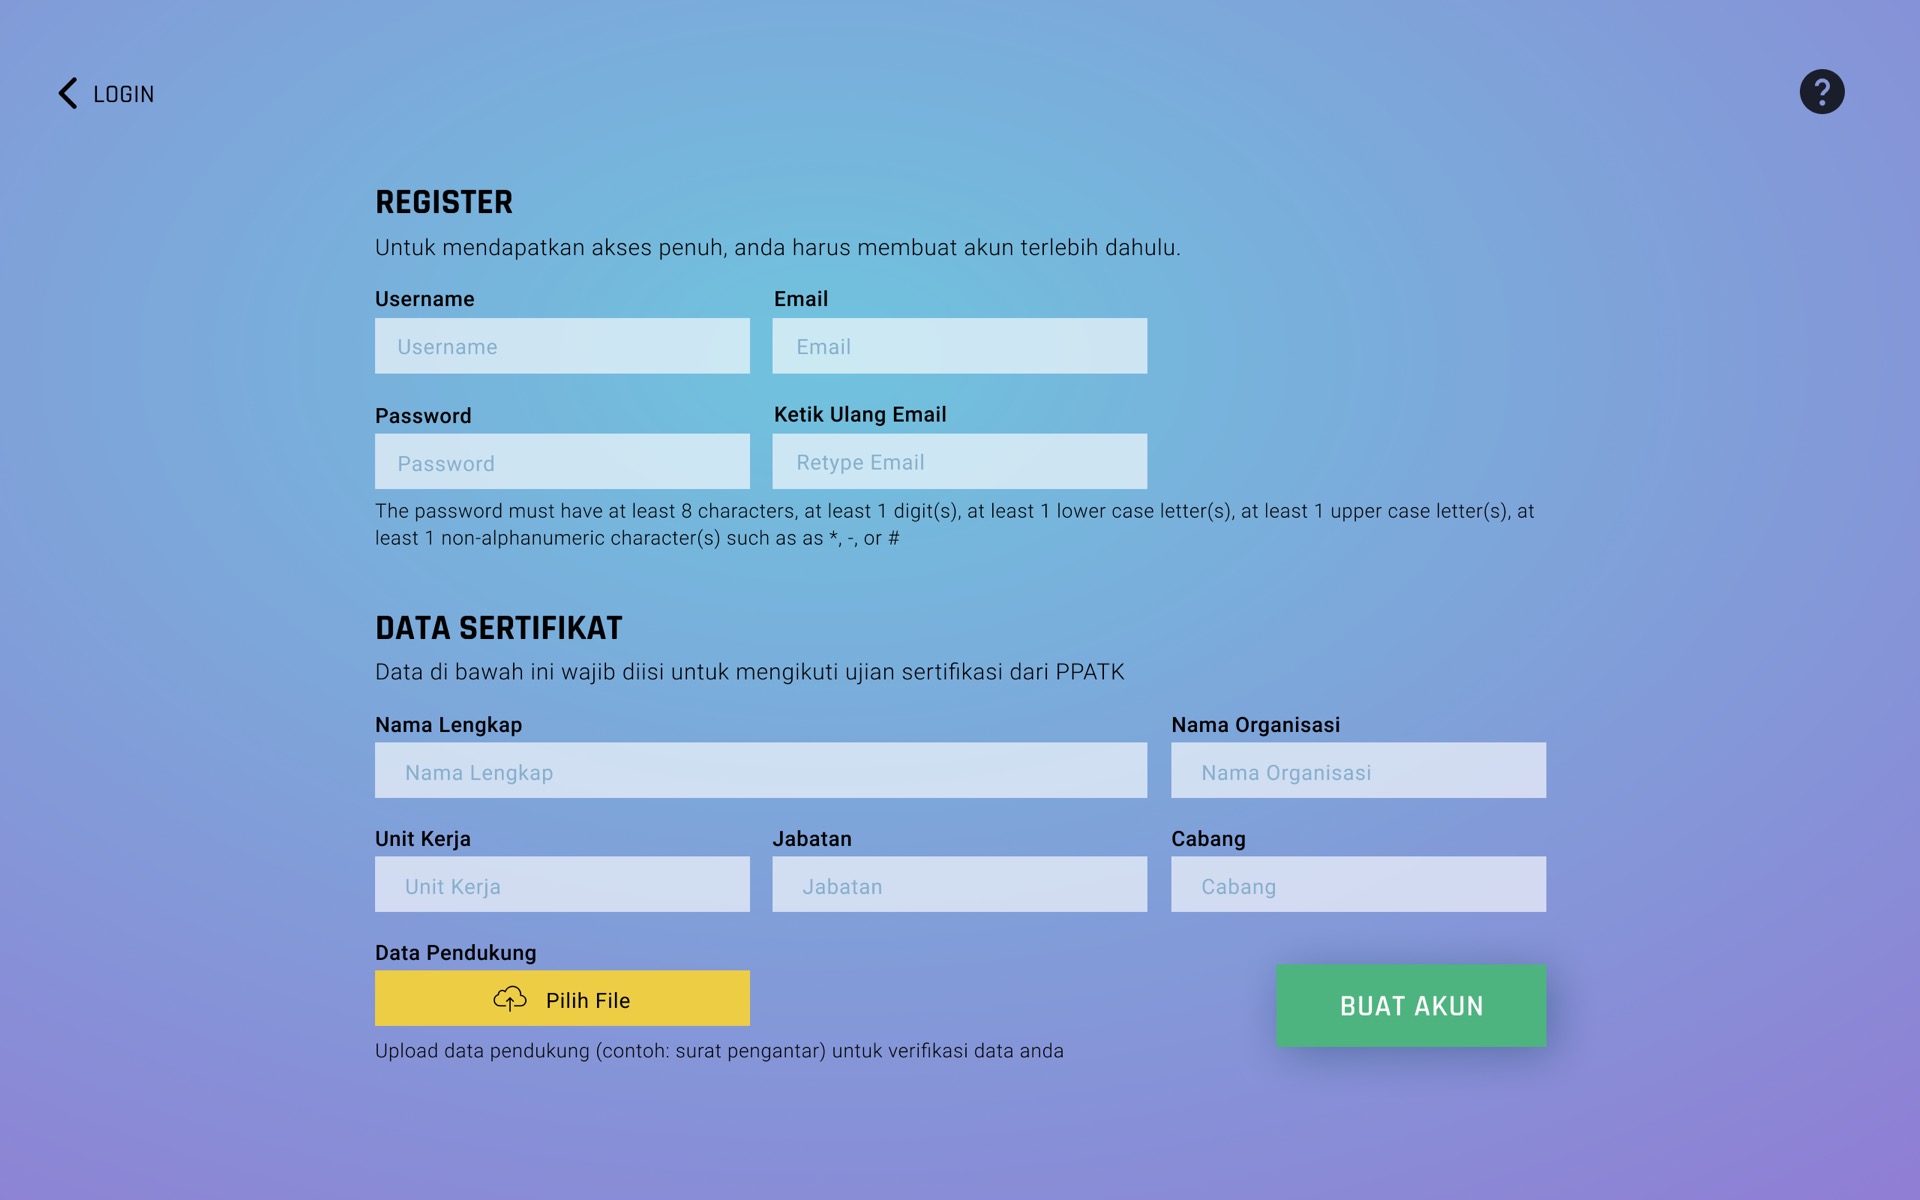 LOGIN
?
REGISTER
Untuk mendapatkan akses penuh, anda harus membuat akun terlebih dahulu.
Username
Email
Username
Email
Password
Ketik Ulang Email
Password
Retype Email
The password must have at least 8 characters, at least 1 digit(s), at least 1 lower case letter(s), at least 1 upper case letter(s), at
least 1 non-alphanumeric character(s) such as as *, -, or #
DATA SERTIFIKAT
Data di bawah ini wajib diisi untuk mengikuti ujian sertifikasi dari PPATK
Nama Lengkap
Nama Organisasi
Nama Lengkap
Nama Organisasi
Unit Kerja
Jabatan
Cabang
Unit Kerja
Jabatan
Cabang
Data Pendukung
Pilih File
BUAT AKUN
Upload data pendukung (contoh: surat pengantar) untuk verifikasi data anda